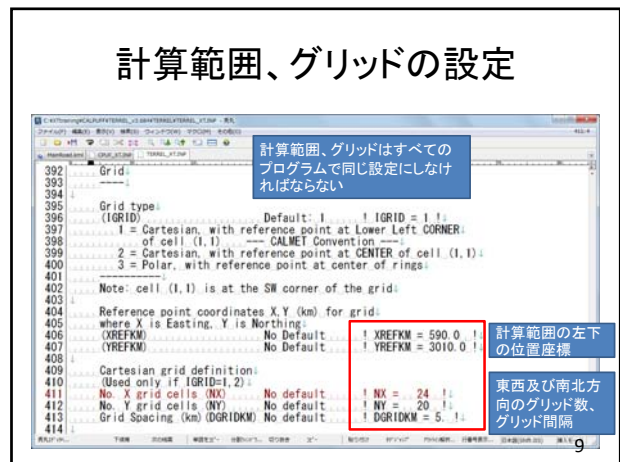 計算範囲、グリッドの設定
計算範囲、グリッドはすべての
プログラムで同じ設定にしなけ
ればならない
392 Grid
393 ----
394
395 Grid type
396 (IGRID) Default: 1 ! IGRID = 1 !
397 1 = Cartesian, with reference point at Lower Left CORNER
398 of cell (1,1) --- CALMET Convention ---
399 2 = Cartesian, with reference point at CENTER of cell (1,1)
400 3 = Polar, with reference point at center of rings
401 -----------
402 Note: cell (1,1) is at the SW corner of the grid
403
404 Reference point coordinates X,Y (km) for grid
405 where X is Easting, Y is Northing
406 (XREFKM) No Default ! XREFKM = 590.0 !
407 (YREFKM) No Default ! YREFKM = 3010.0 !
408
409 Cartesian grid definition
410 (Used only if IGRID=1,2)
411 No. X grid cells (NX) No default ! NX = 24 !
412 No. Y grid cells (NY) No default ! NY = 20 !
413 Grid Spacing (km)(DGRIDKM) No default ! DGRIDKM = 5. !
414
計算範囲の左下
の位置座標
東西及び南北方
向のグリッド数、
グリッド間隔
9